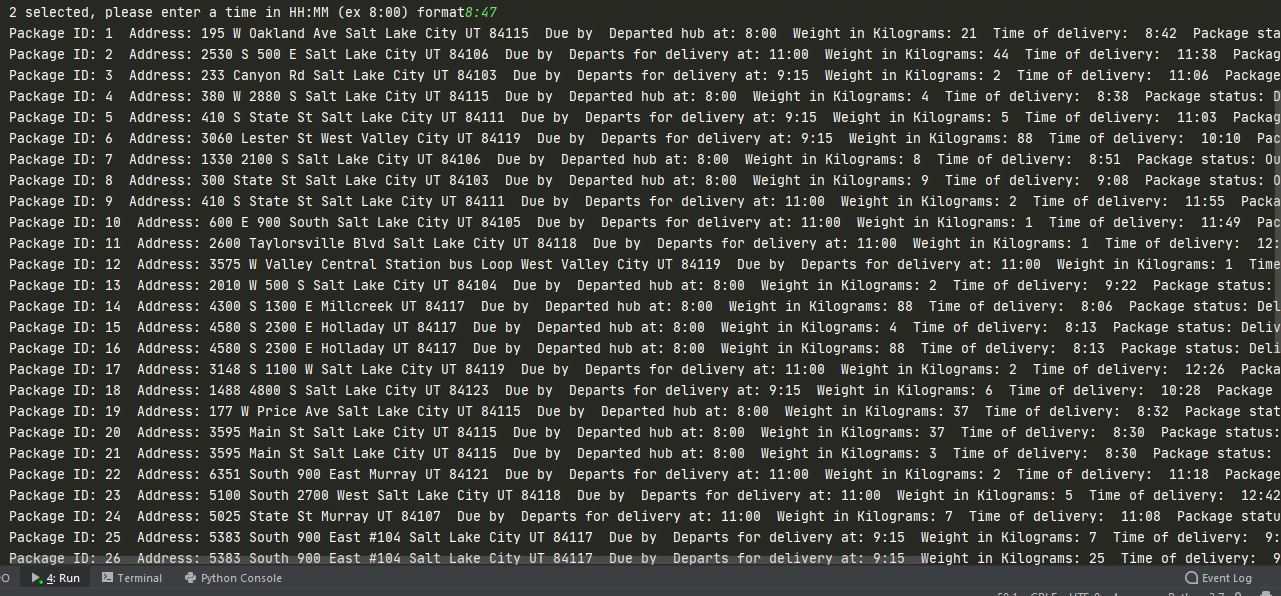 2 selected, please enter a time in HH:MM (ex 8:00) format8:47
Package ID: 1  Address: 195 W Oakland Ave Salt Lake City UT 84115  Due by  Departed hub at: 8:00  Weight in Kilograms: 21  Time of delivery:  8:42  Package sta
Package ID: 2  Address: 2530 S 500 E Salt Lake City UT 84106  Due by  Departs for delivery at: 11:00  Weight in Kilograms: 44  Time of delivery:  11:38  Packag
Package ID: 3  Address: 233 Canyon Rd Salt Lake City UT 84103  Due by  Departs for delivery at: 9:15  Weight in Kilograms: 2  Time of delivery:  11:06  Package
Package ID: 4  Address: 380 W 2880 S Salt Lake City UT 84115  Due by  Departed hub at: 8:00  Weight in Kilograms: 4  Time of delivery:  8:38  Package status: D
Package ID: 5  Address: 410 S State St Salt Lake City UT 84111  Due by  Departs for delivery at: 9:15  Weight in Kilograms: 5  Time of delivery:  11:03  Packag
Package ID: 6  Address: 3060 Lester St West Valley City UT 84119  Due by  Departs for delivery at: 9:15  Weight in Kilograms: 88  Time of delivery:  10:10  Pac
Package ID: 7  Address: 1330 2100 S Salt Lake City UT 84106  Due by  Departed hub at: 8:00  Weight in Kilograms: 8  Time of delivery:  8:51  Package status: Ou
Package ID: 8  Address: 300 State St Salt Lake City UT 84103  Due by  Departed hub at: 8:00  Weight in Kilograms: 9  Time of delivery:  9:08  Package status: O
Package ID: 9  Address: 410 S State St Salt Lake City UT 84111  Due by  Departs for delivery at: 11:00  Weight in Kilograms: 2  Time of delivery:  11:55  Packa
Package ID: 10  Address: 600 E 900 South Salt Lake City UT 84105  Due by  Departs for delivery at: 11:00  Weight in Kilograms: 1  Time of delivery:  11:49  Pac
Package ID: 11  Address: 2600 Taylorsville Blvd Salt Lake City UT 84118  Due by  Departs for delivery at: 11:00  Weight in Kilograms: 1  Time of delivery:  12:
Package ID: 12  Address: 3575 W Valley Central Station bus Loop West Valley City UT 84119  Due by  Departs for delivery at: 11:00  Weight in Kilograms: 1  Time
Package ID: 13  Address: 2010 W 500 S Salt Lake City UT 84104  Due by  Departed hub at: 8:00  Weight in Kilograms: 2  Time of delivery:  9:22  Package status:
Package ID: 14  Address: 4300 S 1300 E Millcreek UT 84117  Due by  Departed hub at: 8:00  Weight in Kilograms: 88  Time of delivery:  8:06  Package status: Del
Package ID: 15  Address: 4580 S 2300 E Holladay UT 84117  Due by  Departed hub at: 8:00  Weight in Kilograms: 4  Time of delivery:  8:13  Package status: Deliv
Package ID: 16  Address: 4580 S 2300 E Holladay UT 84117  Due by  Departed hub at: 8:00  Weight in Kilograms: 88  Time of delivery:  8:13  Package status: Deli
Package ID: 17  Address: 3148 S 1100 W Salt Lake City UT 84119  Due by  Departs for delivery at: 11:00  Weight in Kilograms: 2  Time of delivery:  12:26  Packa
Package ID: 18  Address: 1488 4800 S Salt Lake City UT 84123  Due by  Departs for delivery at: 9:15  Weight in Kilograms: 6  Time of delivery:  10:28  Package
Package ID: 19  Address: 177 W Price Ave Salt Lake City UT 84115  Due by  Departed hub at: 8:00  Weight in Kilograms: 37  Time of delivery:  8:32  Package stat
Package ID: 20  Address: 3595 Main St Salt Lake City UT 84115  Due by  Departed hub at: 8:00  Weight in Kilograms: 37  Time of delivery:  8:30  Package status:
Package ID: 21  Address: 3595 Main St Salt Lake City UT 84115  Due by  Departed hub at: 8:00  Weight in Kilograms: 3  Time of delivery:  8:30  Package status:
Package ID: 22  Address: 6351 South 900 East Murray UT 84121  Due by  Departs for delivery at: 11:00  Weight in Kilograms: 2  Time of delivery:  11:18  Package
Package ID: 23  Address: 5100 South 2700 West Salt Lake City UT 84118  Due by  Departs for delivery at: 11:00  Weight in Kilograms: 5  Time of delivery:  12:42
Package ID: 24  Address: 5025 State St Murray UT 84107  Due by  Departs for delivery at: 11:00  Weight in Kilograms: 7  Time of delivery:  11:08  Package statu
Package ID: 25  Address: 5383 South 900 East #104 Salt Lake City UT 84117  Due by  Departs for delivery at: 9:15  Weight in Kilograms: 7  Time of delivery:  9:
Package ID: 26  Address: 5383 South 900 East #104 Salt Lake City UT 84117  Due by  Departs for delivery at: 9:15  Weight in Kilograms: 25  Time of delivery:  9
DO  4: Run  Terminal  Python Console  Event Log